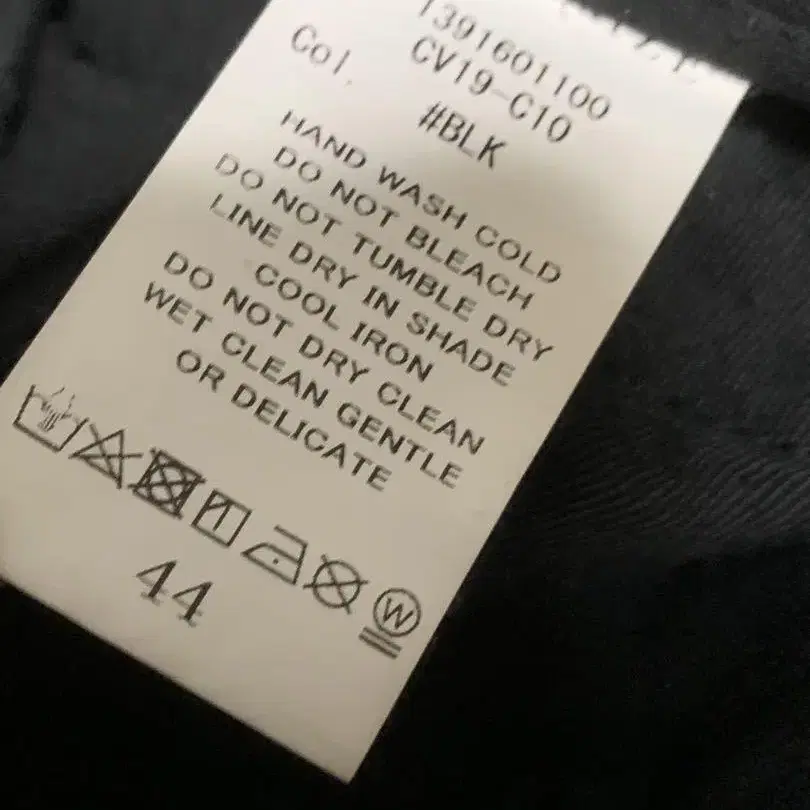 1391601100
Col. CV19-C10
#BLK
HAND WASH COLD
DO NOT BLEACH
DO NOT TUMBLE DRY
LINE DRY IN SHADE
COOL IRON
DO NOT DRY CLEAN
WET CLEAN GENTLE
OR DELICATE
W
44